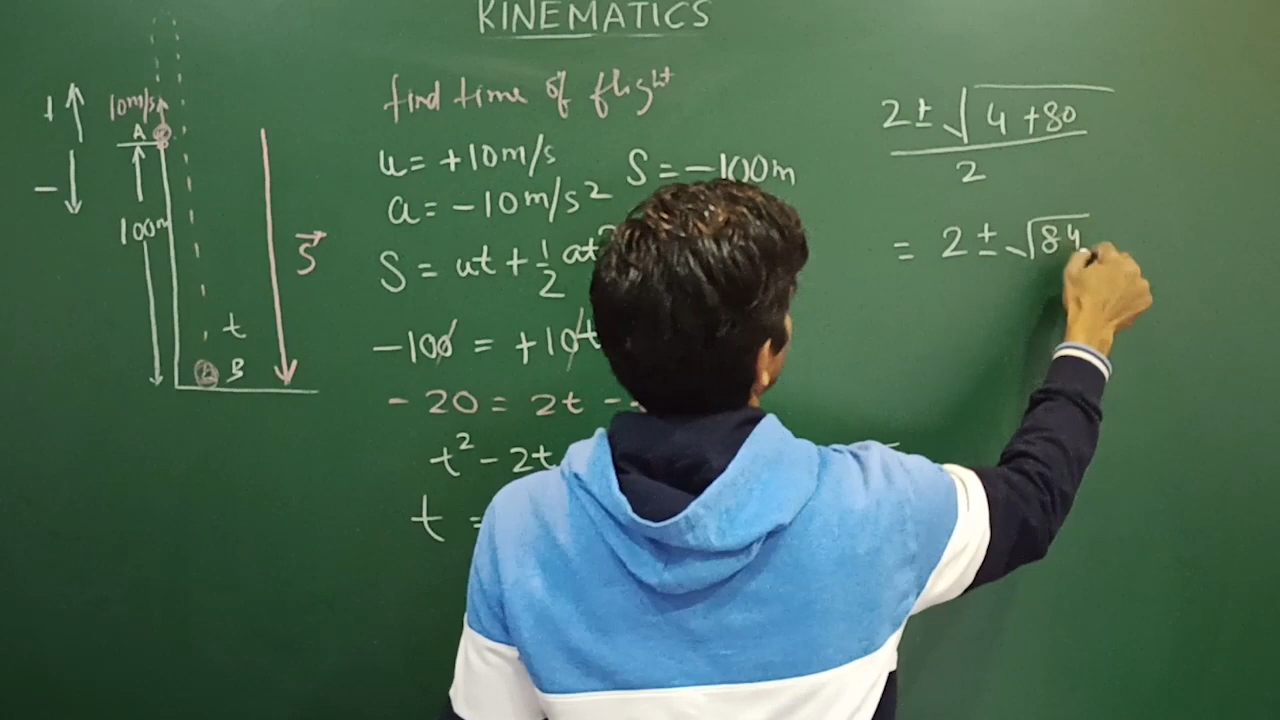 KINEMATICS
+
10m/s
A
-
100m
t
B
S
find time of flight
u = +10m/s
S = -100m
a = -10m/s2
S = ut + 1/2 at2
-100 = +10t
-20 = 2t -
t2 - 2t
t =
2 ± √4 + 80
2
= 2 ± √84